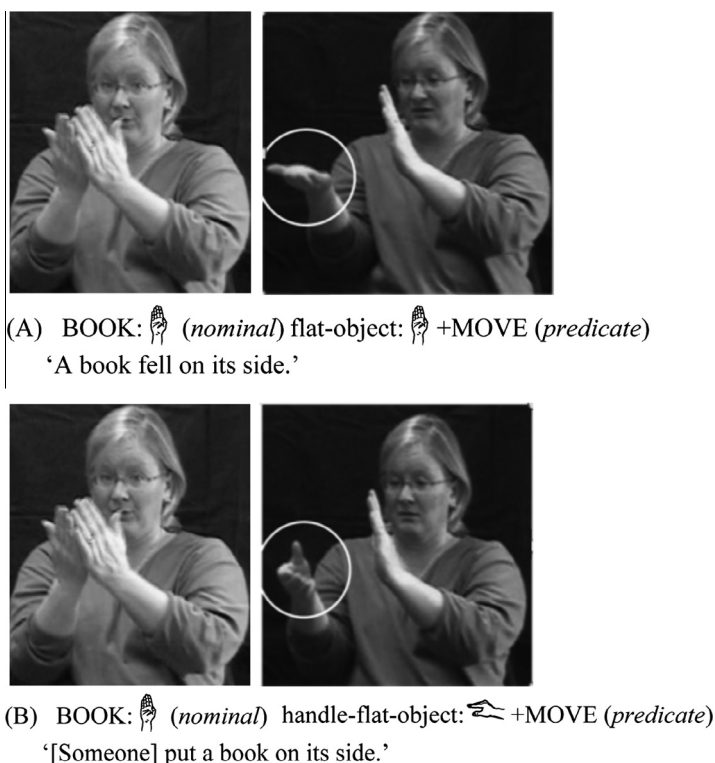 (A) BOOK: (nominal) flat-object: +MOVE (predicate)
‘A book fell on its side.’
(B) BOOK: (nominal) handle-flat-object: +MOVE (predicate)
‘[Someone] put a book on its side.’